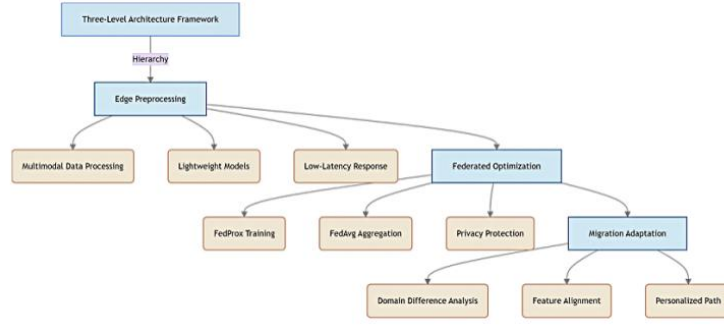 Three-Level Architecture Framework
Hierarchy
Edge Preprocessing
Multimodal Data Processing
Lightweight Models
Low-Latency Response
Federated Optimization
FedProx Training
FedAvg Aggregation
Privacy Protection
Migration Adaptation
Domain Difference Analysis
Feature Alignment
Personalized Path